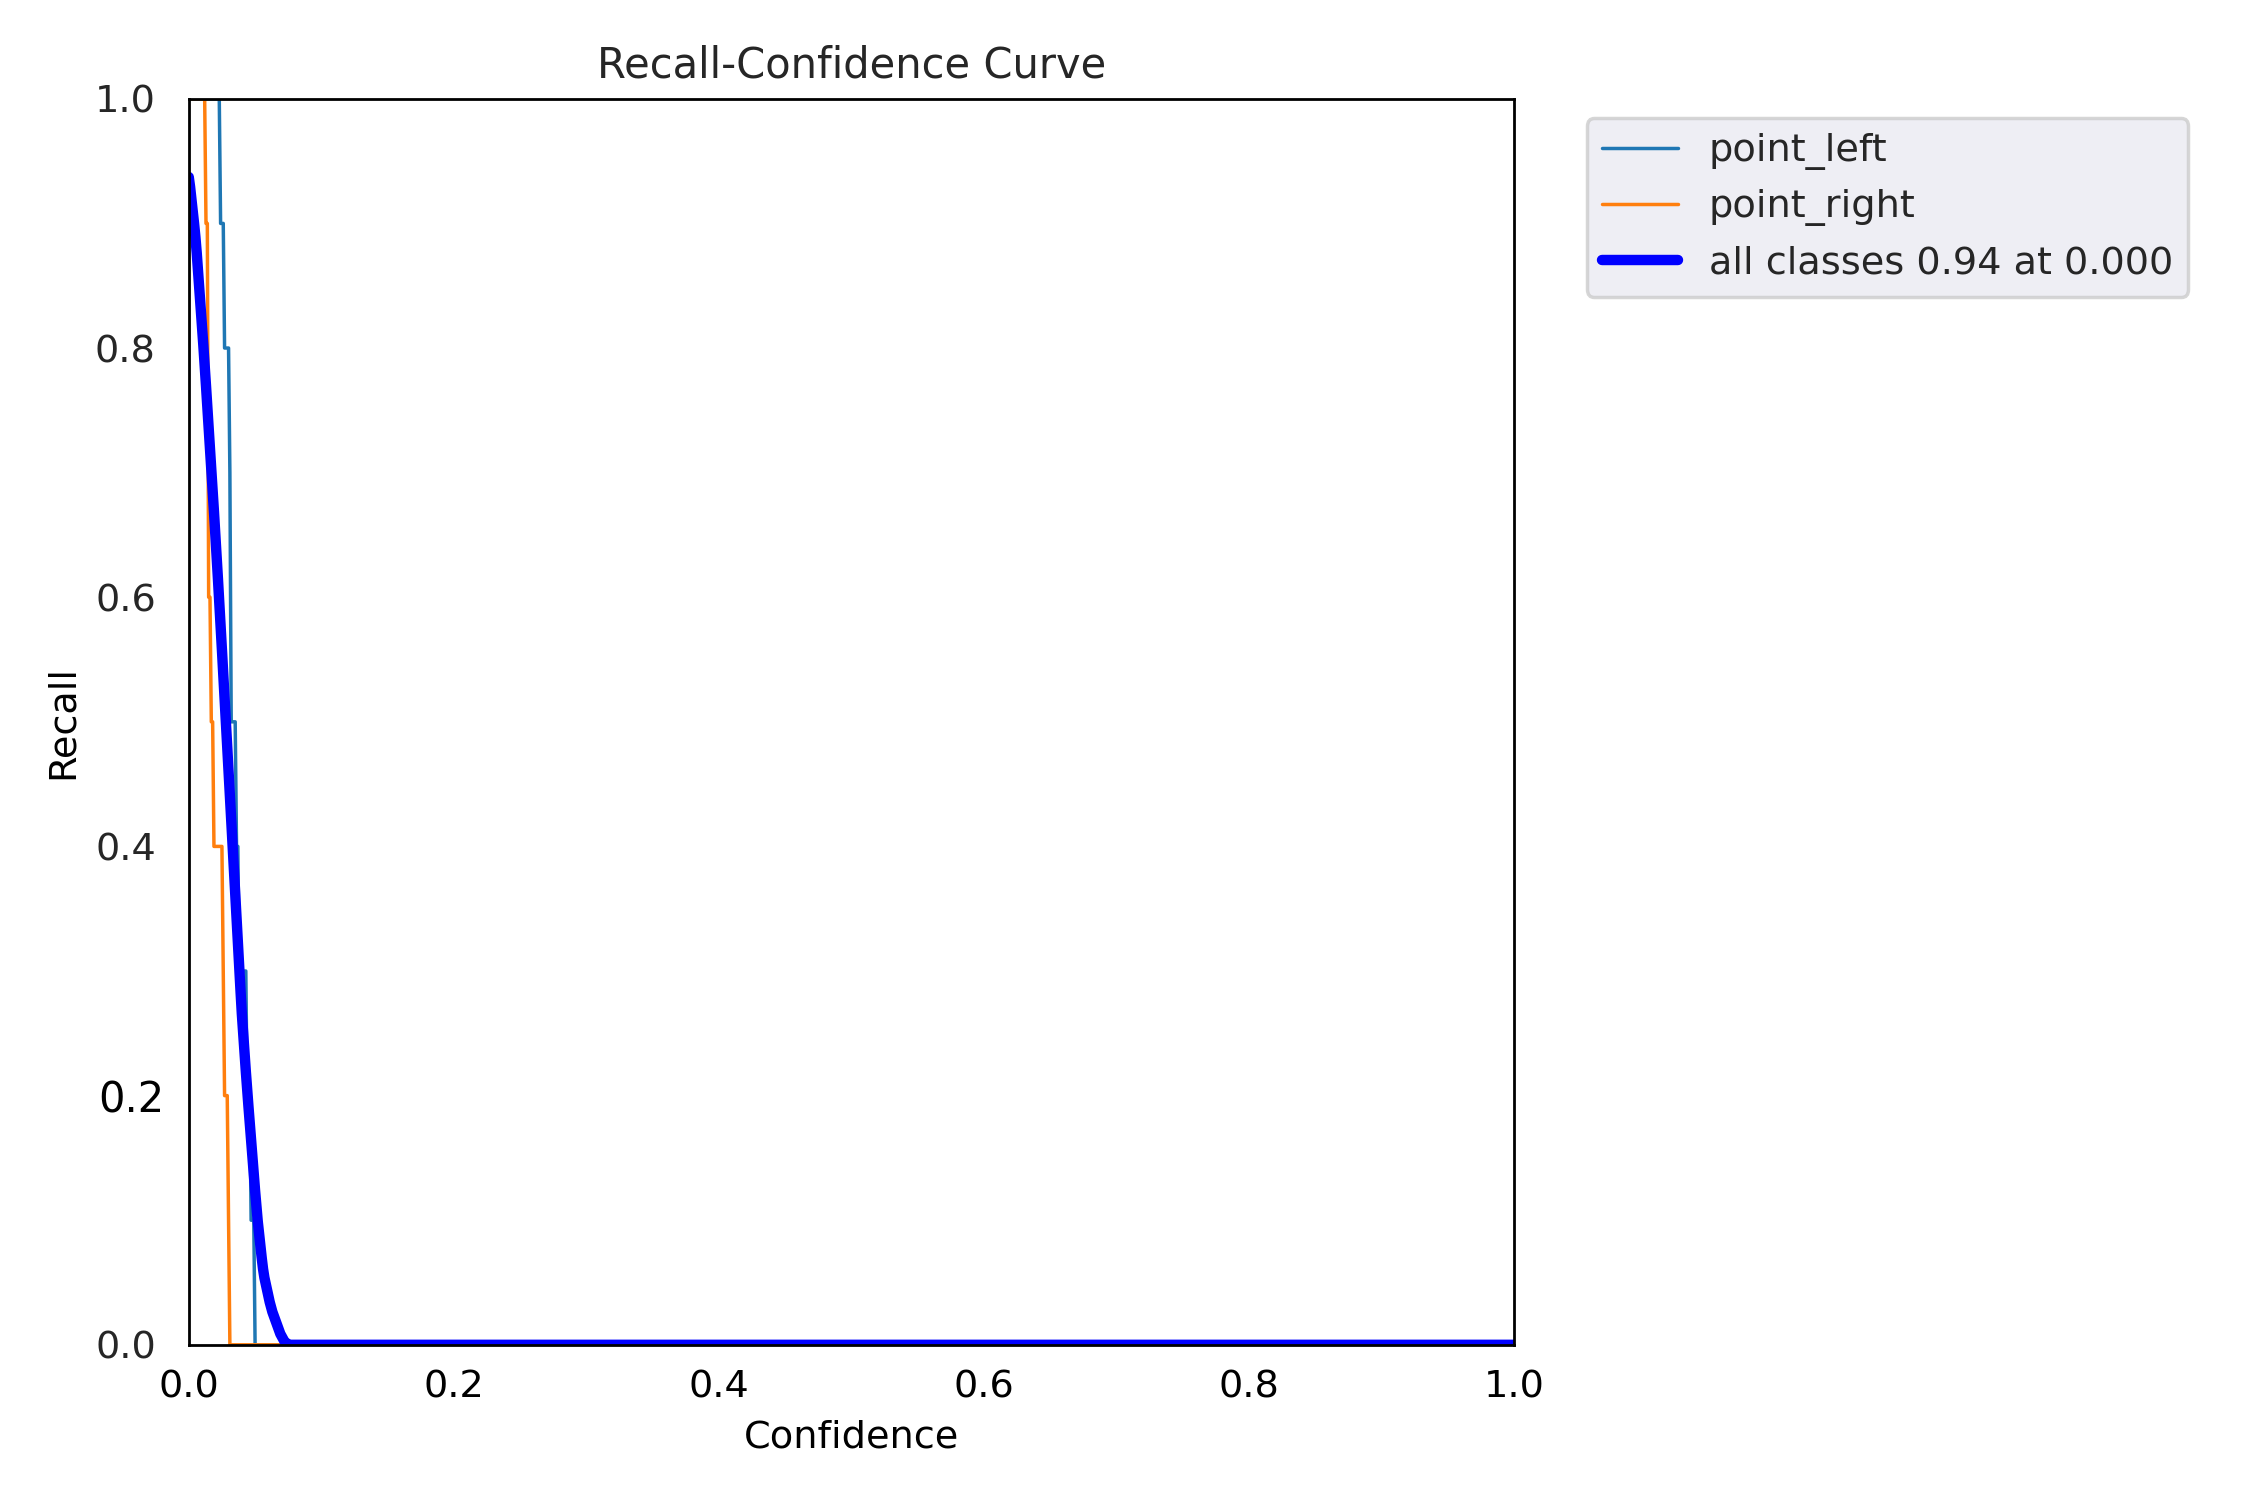 Recall-Confidence Curve
1.0
0.8
0.6
0.4
0.2
0.0
Recall
0.0 0.2 0.4 0.6 0.8 1.0
Confidence
point_left
point_right
all classes 0.94 at 0.000